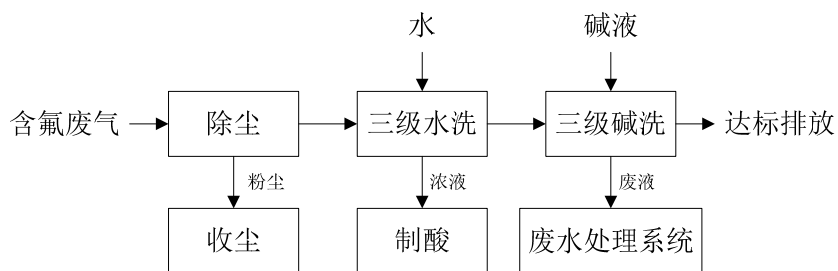 水
碱液
含氟废气
除尘
三级水洗
三级碱洗
达标排放
粉尘
浓液
废液
收尘
制酸
废水处理系统